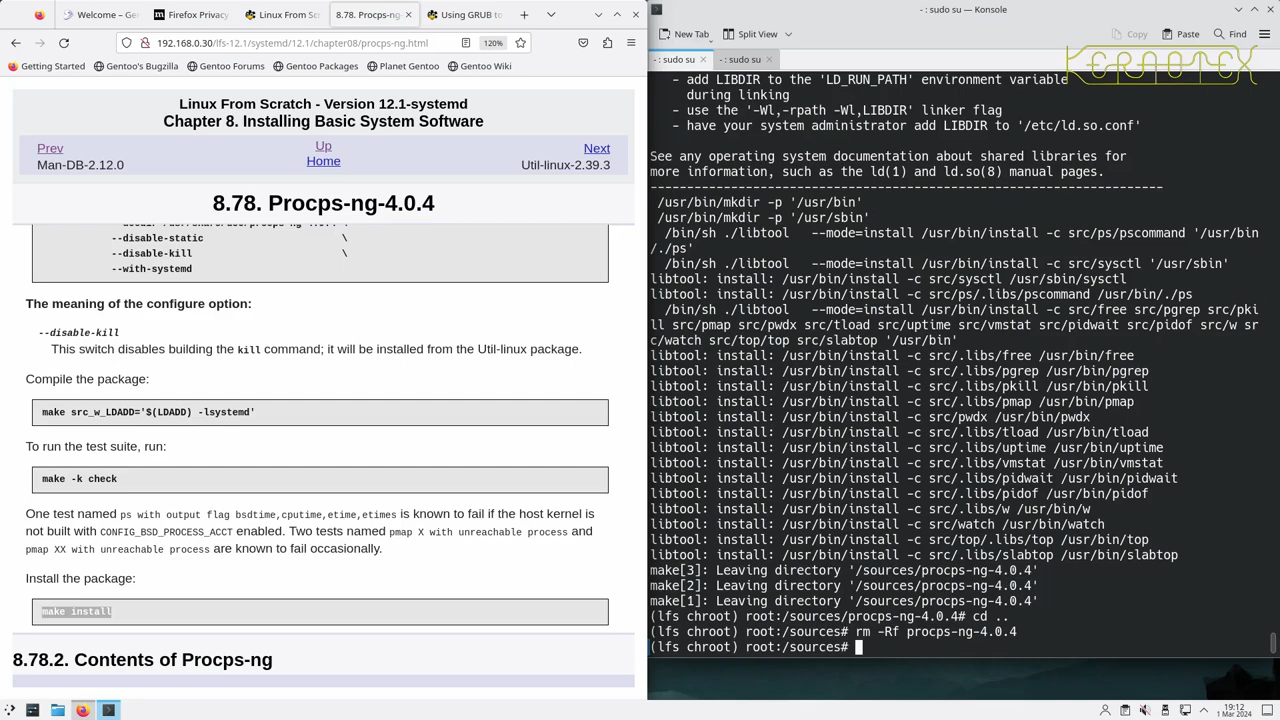 Welcome – Ge
Firefox Privacy
Linux From Scr
8.78. Procps-ng-4
Using GRUB to
192.168.0.30/lfs-12.1/systemd/12.1/chapter08/procps-ng.html
120%
Getting Started
Gentoo's Bugzilla
Gentoo Forums
Gentoo Packages
Planet Gentoo
Gentoo Wiki
Linux From Scratch - Version 12.1-systemd
Chapter 8. Installing Basic System Software
Prev
Up
Next
Man-DB-2.12.0
Home
Util-linux-2.39.3
8.78. Procps-ng-4.0.4
--disable-static \
--disable-kill \
--with-systemd
The meaning of the configure option:
--disable-kill
This switch disables building the kill command; it will be installed from the Util-linux package.
Compile the package:
make src_w_LDADD='$(LDADD) -lsystemd'
To run the test suite, run:
make -k check
One test named ps with output flag bsdtime,cputime,etime,etimes is known to fail if the host kernel is
not built with CONFIG_BSD_PROCESS_ACCT enabled. Two tests named pmap X with unreachable process and
pmap XX with unreachable process are known to fail occasionally.
Install the package:
make install
8.78.2. Contents of Procps-ng
- : sudo su — Konsole
New Tab
Split View
Copy
Paste
Find
- : sudo su
- : sudo su
KERNOTEX
- add LIBDIR to the 'LD_RUN_PATH' environment variable
during linking
- use the '-Wl,-rpath -Wl,LIBDIR' linker flag
- have your system administrator add LIBDIR to '/etc/ld.so.conf'
See any operating system documentation about shared libraries for
more information, such as the ld(1) and ld.so(8) manual pages.
----------------------------------------------------------------------
/usr/bin/mkdir -p '/usr/bin'
/usr/bin/mkdir -p '/usr/sbin'
/bin/sh ./libtool   --mode=install /usr/bin/install -c src/ps/pscommand '/usr/bin
/./ps'
/bin/sh ./libtool   --mode=install /usr/bin/install -c src/sysctl '/usr/sbin'
libtool: install: /usr/bin/install -c src/sysctl /usr/sbin/sysctl
libtool: install: /usr/bin/install -c src/ps/.libs/pscommand /usr/bin/./ps
/bin/sh ./libtool   --mode=install /usr/bin/install -c src/free src/pgrep src/pki
ll src/pmap src/pwdx src/tload src/uptime src/vmstat src/pidwait src/pidof src/w sr
c/watch src/top/top src/slabtop '/usr/bin'
libtool: install: /usr/bin/install -c src/.libs/free /usr/bin/free
libtool: install: /usr/bin/install -c src/.libs/pgrep /usr/bin/pgrep
libtool: install: /usr/bin/install -c src/.libs/pkill /usr/bin/pkill
libtool: install: /usr/bin/install -c src/.libs/pmap /usr/bin/pmap
libtool: install: /usr/bin/install -c src/pwdx /usr/bin/pwdx
libtool: install: /usr/bin/install -c src/.libs/tload /usr/bin/tload
libtool: install: /usr/bin/install -c src/.libs/uptime /usr/bin/uptime
libtool: install: /usr/bin/install -c src/.libs/vmstat /usr/bin/vmstat
libtool: install: /usr/bin/install -c src/.libs/pidwait /usr/bin/pidwait
libtool: install: /usr/bin/install -c src/.libs/pidof /usr/bin/pidof
libtool: install: /usr/bin/install -c src/.libs/w /usr/bin/w
libtool: install: /usr/bin/install -c src/watch /usr/bin/watch
libtool: install: /usr/bin/install -c src/top/.libs/top /usr/bin/top
libtool: install: /usr/bin/install -c src/.libs/slabtop /usr/bin/slabtop
make[3]: Leaving directory '/sources/procps-ng-4.0.4'
make[2]: Leaving directory '/sources/procps-ng-4.0.4'
make[1]: Leaving directory '/sources/procps-ng-4.0.4'
(lfs chroot) root:/sources/procps-ng-4.0.4# cd ..
(lfs chroot) root:/sources# rm -Rf procps-ng-4.0.4
(lfs chroot) root:/sources#
19:12
1 Mar 2024